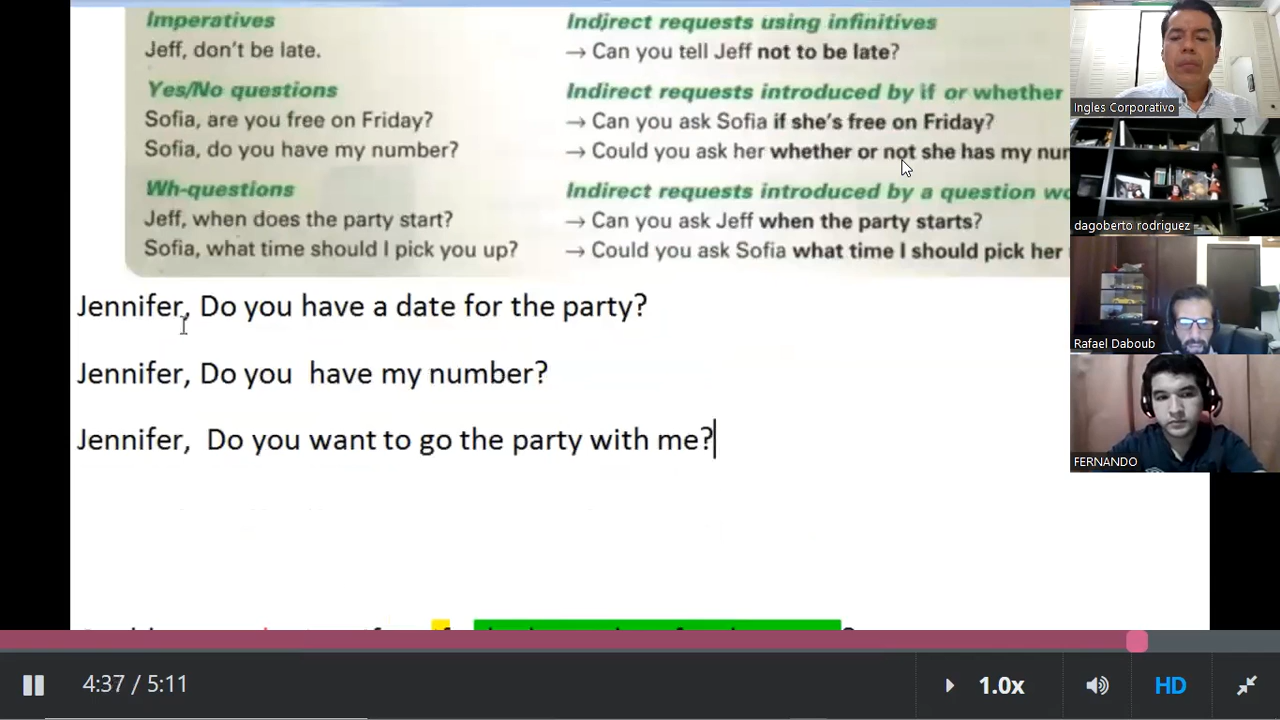 Imperatives
Indirect requests using infinitives
Jeff, don't be late.
→ Can you tell Jeff not to be late?
Yes/No questions
Indirect requests introduced by if or whether
Sofia, are you free on Friday?
→ Can you ask Sofia if she's free on Friday?
Sofia, do you have my number?
→ Could you ask her whether or not she has my
Wh-questions
Indirect requests introduced by a question
Jeff, when does the party start?
→ Can you ask Jeff when the party starts?
Sofia, what time should I pick you up?
→ Could you ask Sofia what time I should pick her
Jennifer, Do you have a date for the party?
Jennifer, Do you  have my number?
Jennifer,  Do you want to go the party with me?
Ingles Corporativo
dagoberto rodriguez
Rafael Daboub
FERNANDO
4:37 / 5:11
1.0x
HD